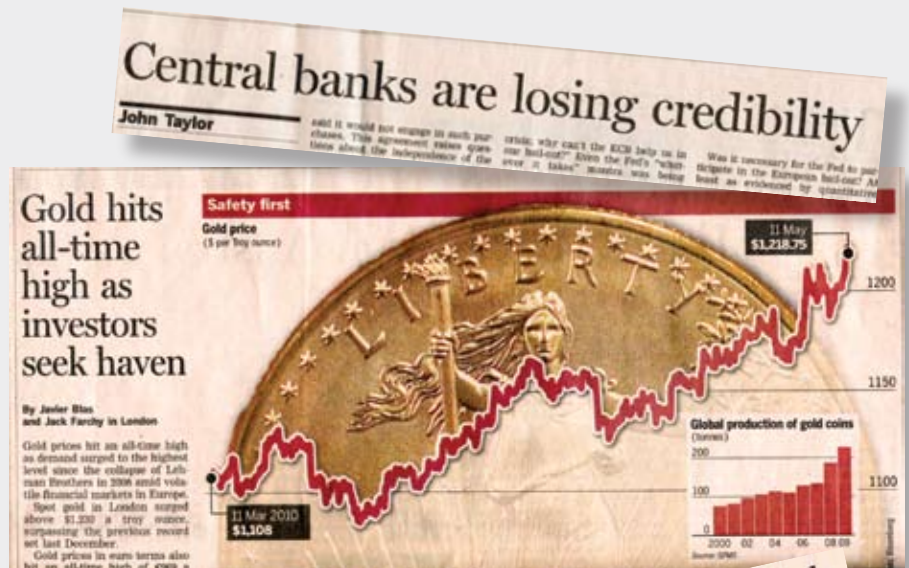 Central banks are losing credibility
John Taylor
said it would not engage in such pur-
chases. This agreement raises ques-
tions about the independence of the
crisis, why can't the ECB help us in
our bail-out?" Even the Fed's "what-
ever it takes" mantra was being
Was it necessary for the Fed to par-
ticipate in the European bail-out? At
least as evidenced by quantitative
Gold hits
all-time
high as
investors
seek haven
By Javier Blas
and Jack Farchy in London
Gold prices hit an all-time high
as demand surged to the highest
level since the collapse of Leh-
man Brothers in 2008 amid vola-
tile financial markets in Europe.
Spot gold in London surged
above $1,230 a troy ounce,
surpassing the previous record
set last December.
Gold prices in euro terms also
hit an all-time high of
Safety first
Gold price
($ per Troy ounce)
LIBERTY
11 May
$1,218.75
1200
1150
1100
11 Mar 2010
$1,108
Global production of gold coins
(tonnes)
200
100
0
2000 02 04 06 08 09
Source: GFMS